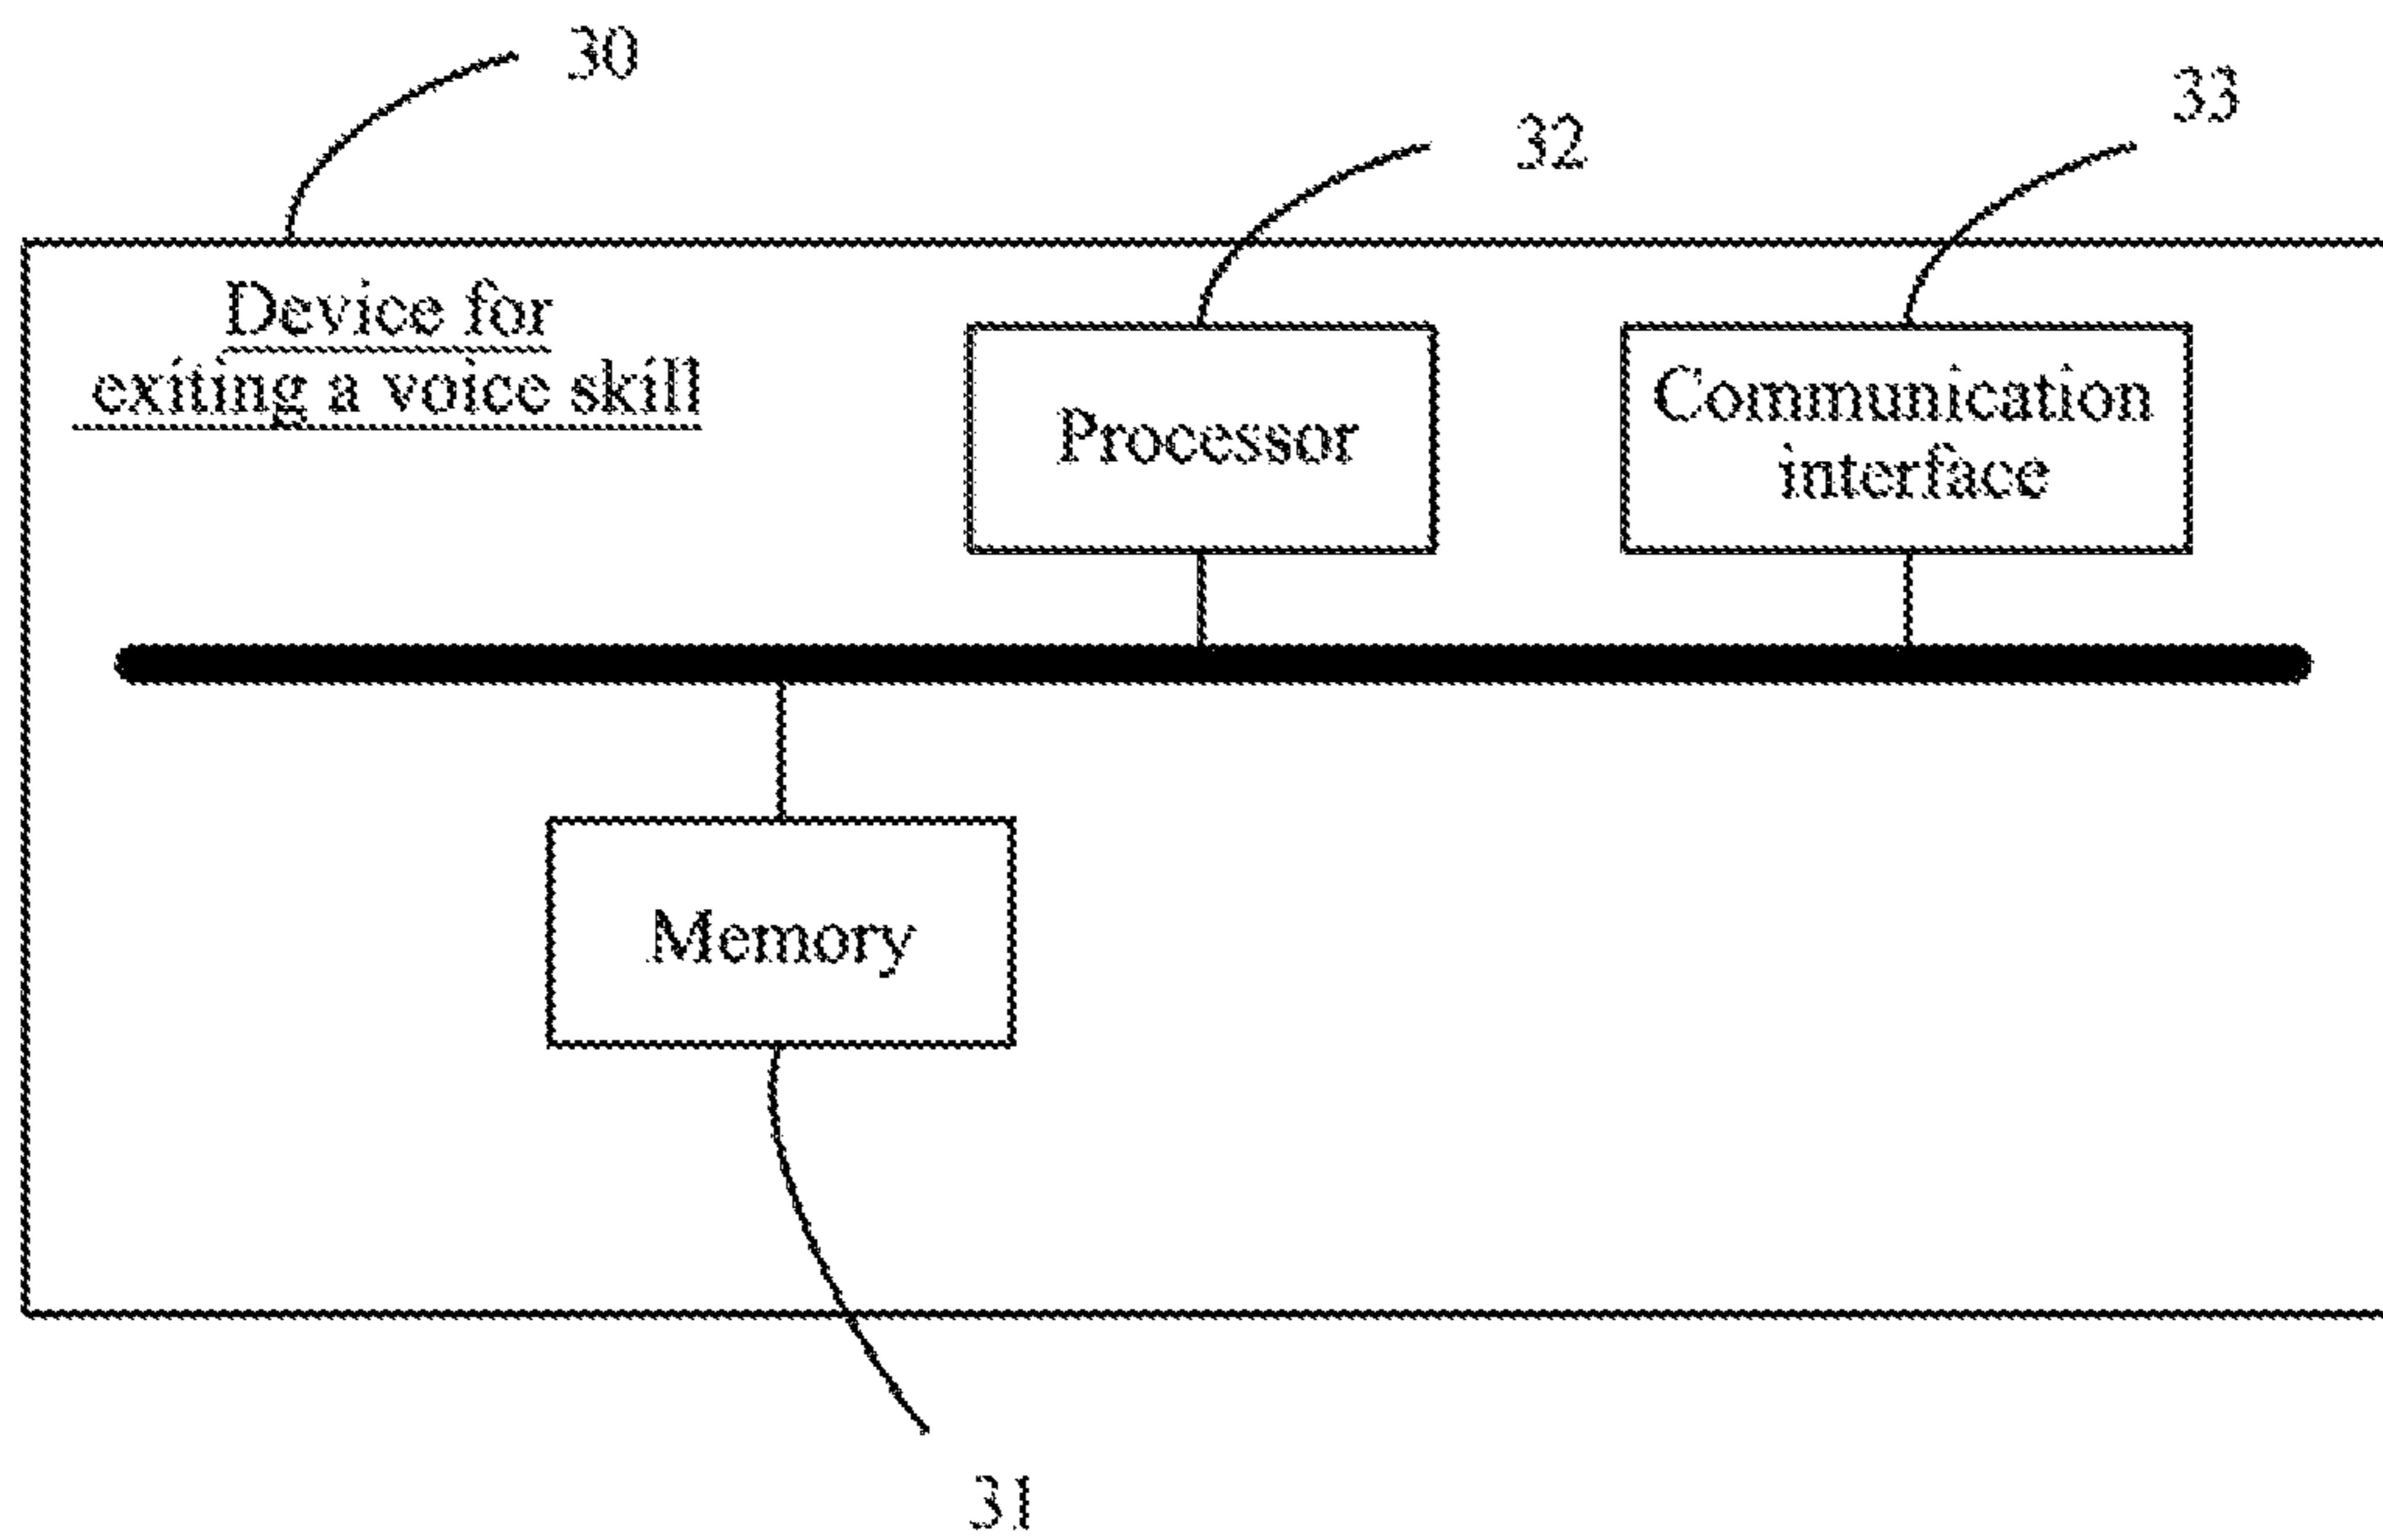 30
32
33
Device for
exiting a voice skill
Processor
Communication
interface
Memory
31